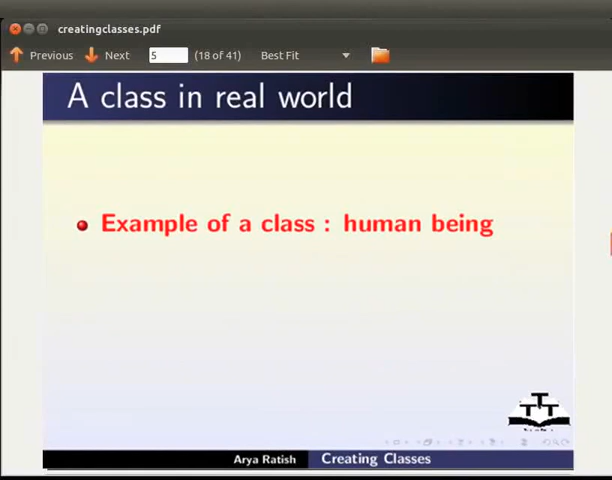 creatingclasses.pdf
Previous Next 5 (18 of 41) Best Fit
A class in real world
Example of a class : human being
TTT
Arya Ratish Creating Classes